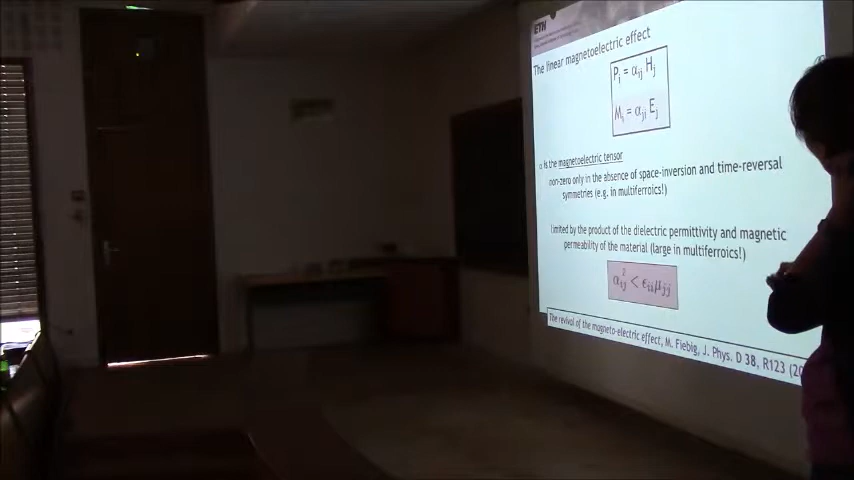 ETH
The linear magnetoelectric effect
Pᵢ = αᵢⱼ Hⱼ
Mᵢ = αⱼᵢ Eⱼ
α is the magnetoelectric tensor
non-zero only in the absence of space-inversion and time-reversal
symmetries (e.g. in multiferroics!)
limited by the product of the dielectric permittivity and magnetic
permeability of the material (large in multiferroics!)
αᵢⱼ² < εᵢᵢμⱼⱼ
The revival of the magneto-electric effect, M. Fiebig, J. Phys. D 38, R123 (20